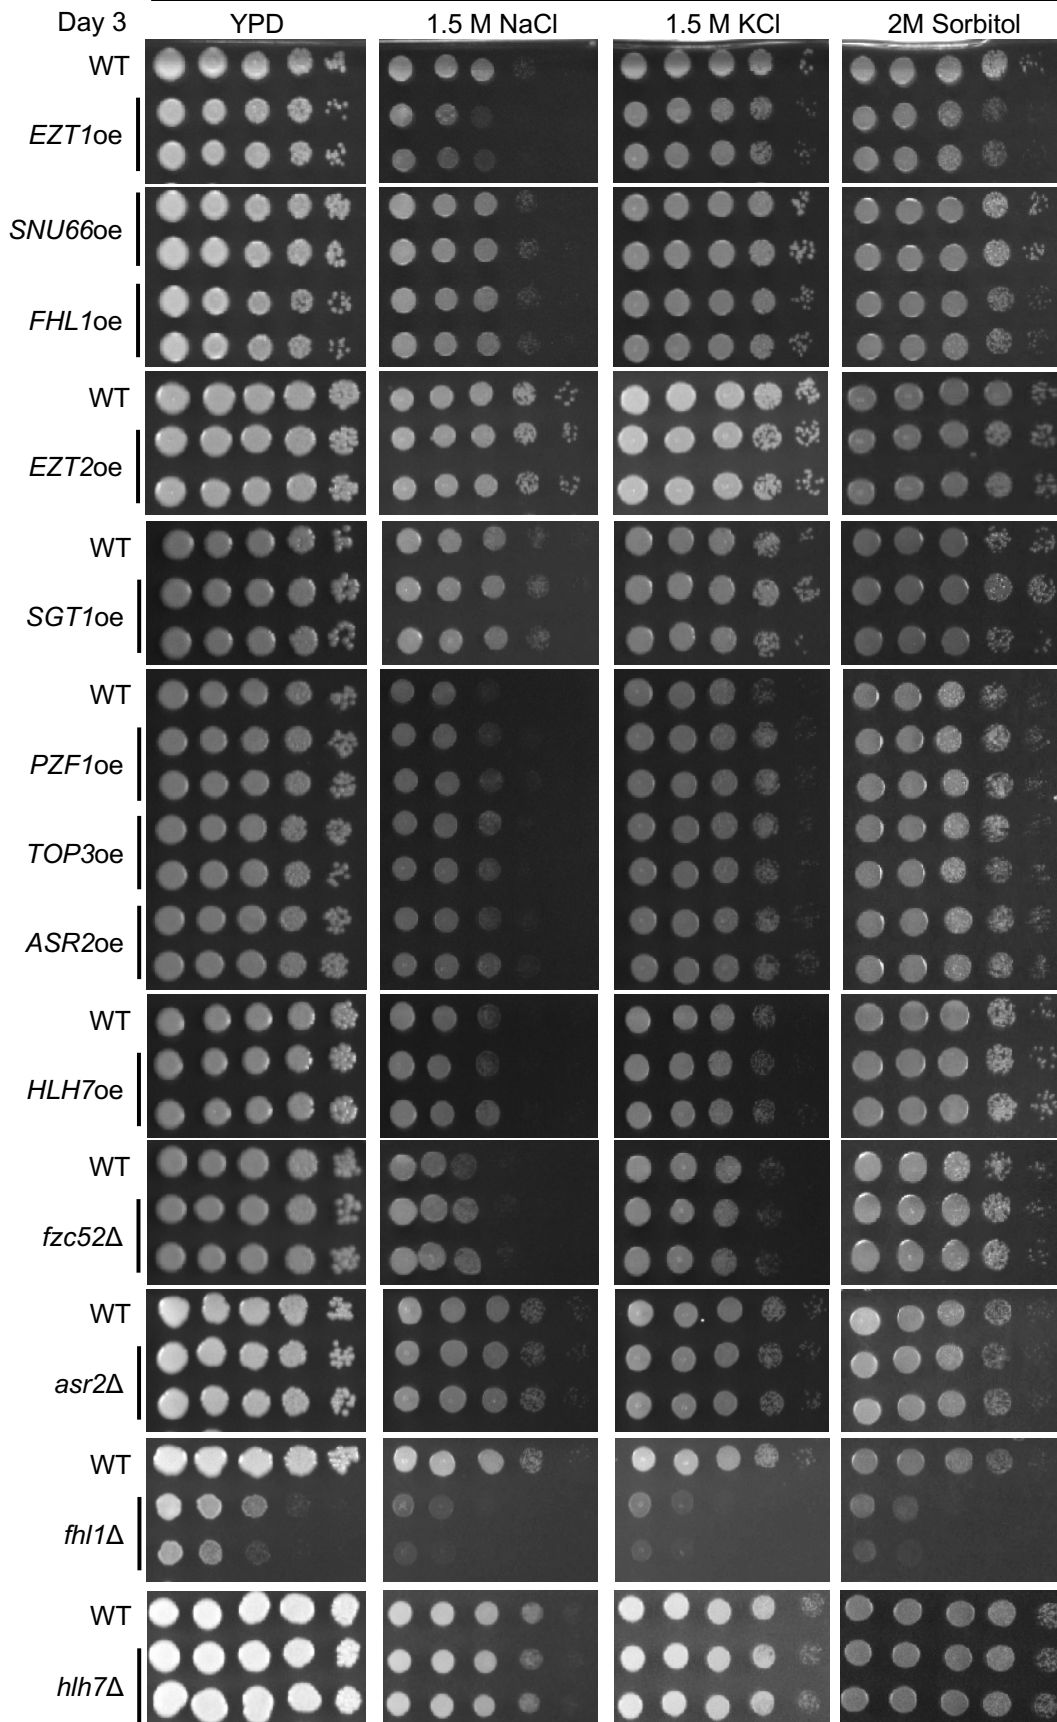 Day 3 YPD 1.5 M NaCl 1.5 M KCl 2M Sorbitol
WT
EZT1oe
SNU66oe
FHL1oe
WT
EZT2oe
WT
SGT1oe
WT
PZF1oe
TOP3oe
ASR2oe
WT
HLH7oe
WT
fzc52Δ
WT
asr2Δ
WT
fhl1Δ
WT
hlh7Δ